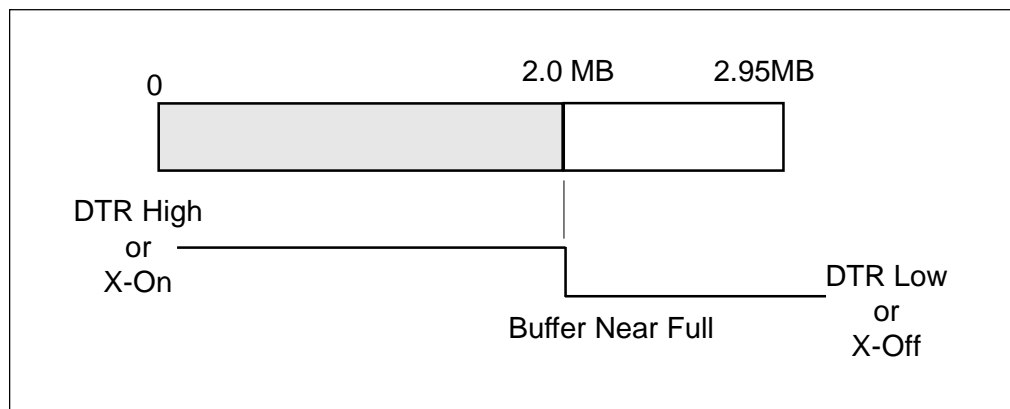 0
2.0 MB
2.95MB
DTR High
or
X-On
Buffer Near Full
DTR Low
or
X-Off